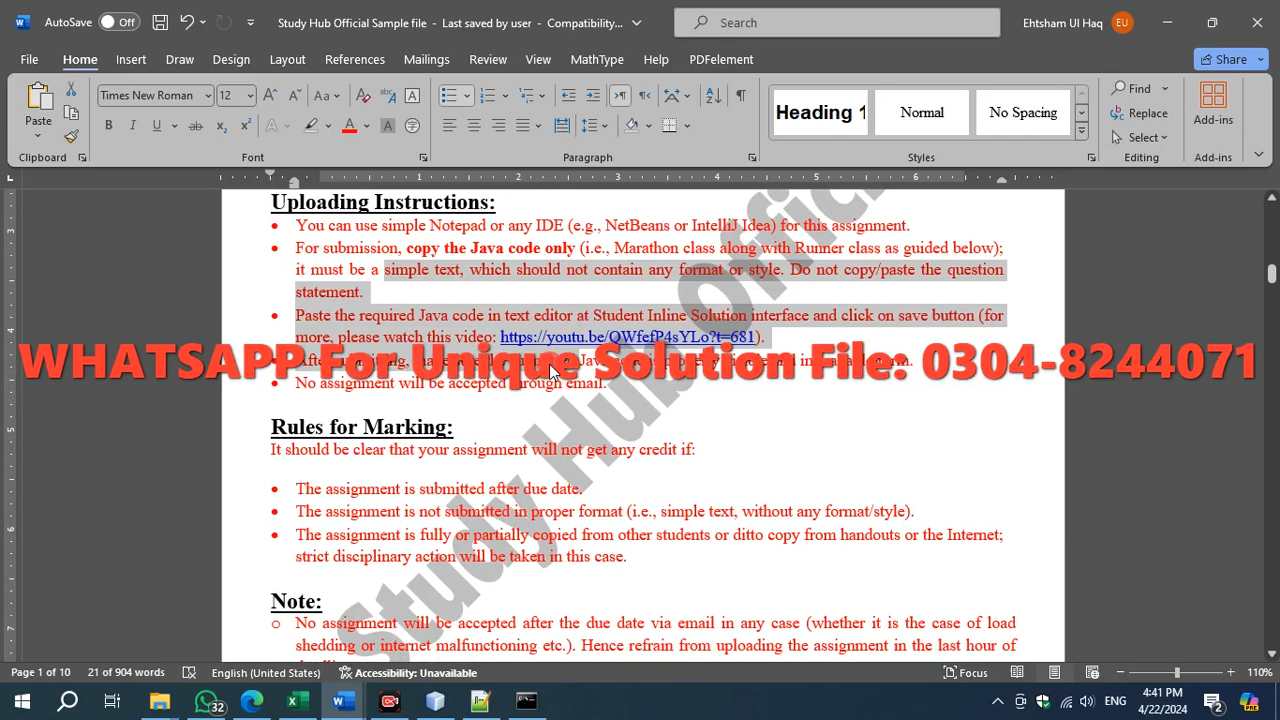 AutoSave Off Study Hub Official Sample file - Last saved by user - Compatibility... Search Ehtsham Ul Haq EU
File Home Insert Draw Design Layout References Mailings Review View MathType Help PDFelement Share
Paste Times New Roman 12 Aa Heading 1 Normal No Spacing Find Replace Select Add-ins
Clipboard Font Paragraph Styles Editing Add-ins
Uploading Instructions:
• You can use simple Notepad or any IDE (e.g., NetBeans or IntelliJ Idea) for this assignment.
• For submission, copy the Java code only (i.e., Marathon class along with Runner class as guided below);
it must be a simple text, which should not contain any format or style. Do not copy/paste the question
statement.
• Paste the required Java code in text editor at Student Inline Solution interface and click on save button (for
more, please watch this video: https://youtu.be/QWfefP4sYLo?t=681).
WHATSAPP For Unique Solution File: 0304-8244071
• No assignment will be accepted through email.
Rules for Marking:
It should be clear that your assignment will not get any credit if:
• The assignment is submitted after due date.
• The assignment is not submitted in proper format (i.e., simple text, without any format/style).
• The assignment is fully or partially copied from other students or ditto copy from handouts or the Internet;
strict disciplinary action will be taken in this case.
Note:
o No assignment will be accepted after the due date via email in any case (whether it is the case of load
shedding or internet malfunctioning etc.). Hence refrain from uploading the assignment in the last hour of
Study Hub Official
Page 1 of 10 21 of 904 words English (United States) Accessibility: Unavailable Focus 110%
32 ENG 4:41 PM
4/22/2024 2